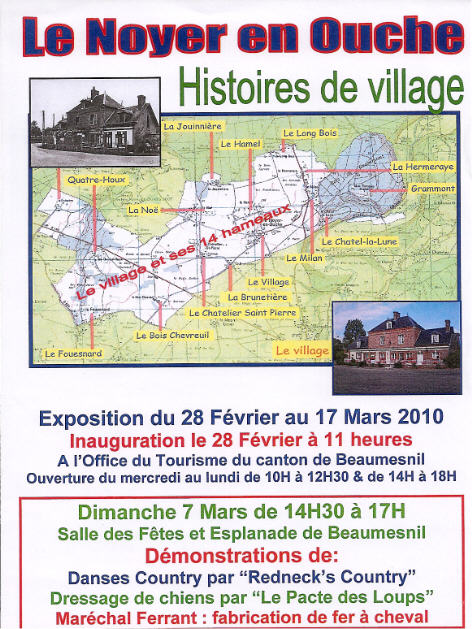 Le Noyer en Ouche
Histoires de village
La Jouinnière
Le Long Bois
Le Hamel
La Hermeraye
Quatre-Houx
Grammont
La Noë
Le village et ses 14 hameaux
Le Chatel-la-Lune
Le Milan
Le Village
La Brunetière
Le Chatelier Saint Pierre
Le Bois Chevreuil
Le Fouesnard
Le village
Exposition du 28 Février au 17 Mars 2010
Inauguration le 28 Février à 11 heures
A l'Office du Tourisme du canton de Beaumesnil
Ouverture du mercredi au lundi de 10H à 12H30 & de 14H à 18H
Dimanche 7 Mars de 14H30 à 17H
Salle des Fêtes et Esplanade de Beaumesnil
Démonstrations de:
Danses Country par "Redneck's Country"
Dressage de chiens par "Le Pacte des Loups"
Maréchal Ferrant : fabrication de fer à cheval